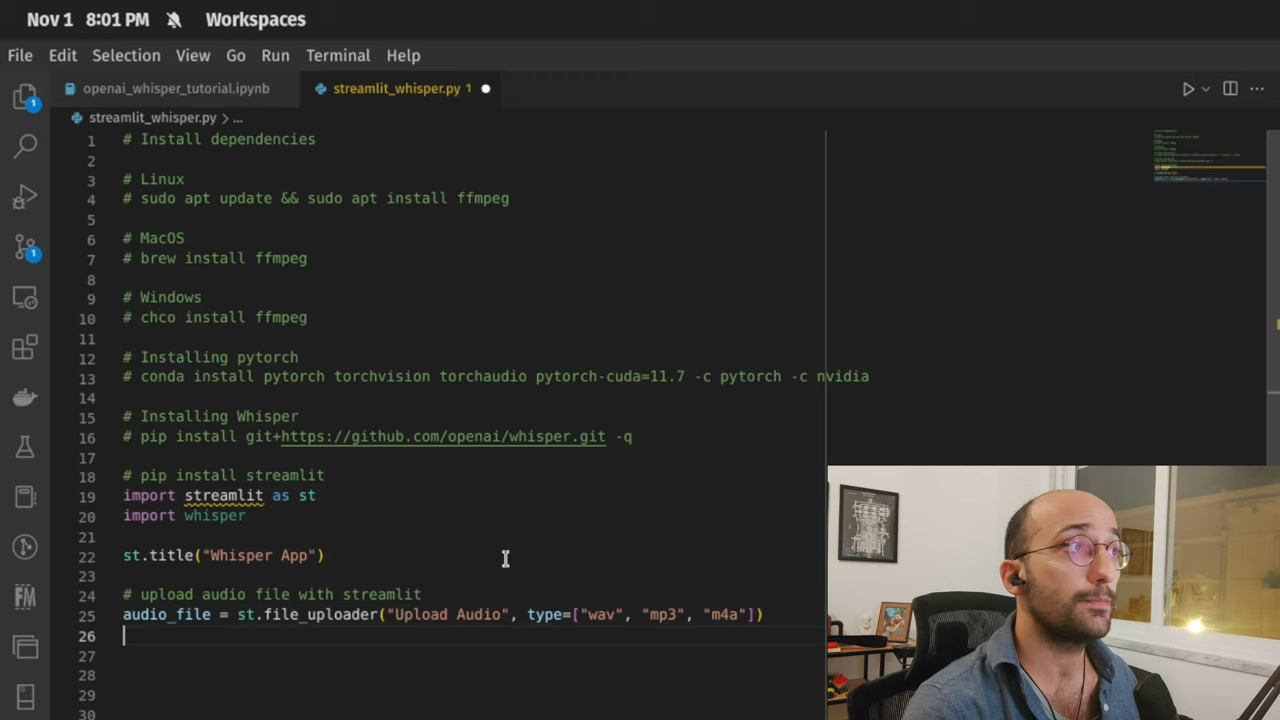 Nov 1 8:01 PM Workspaces
File Edit Selection View Go Run Terminal Help
openai_whisper_tutorial.ipynb streamlit_whisper.py 1
streamlit_whisper.py > ...
1 # Install dependencies
2
3 # Linux
4 # sudo apt update && sudo apt install ffmpeg
5
6 # MacOS
7 # brew install ffmpeg
8
9 # Windows
10 # chco install ffmpeg
11
12 # Installing pytorch
13 # conda install pytorch torchvision torchaudio pytorch-cuda=11.7 -c pytorch -c nvidia
14
15 # Installing Whisper
16 # pip install git+https://github.com/openai/whisper.git -q
17
18 # pip install streamlit
19 import streamlit as st
20 import whisper
21
22 st.title("Whisper App")
23
24 # upload audio file with streamlit
25 audio_file = st.file_uploader("Upload Audio", type=["wav", "mp3", "m4a"])
26
27
28
29
30
1
1
FM